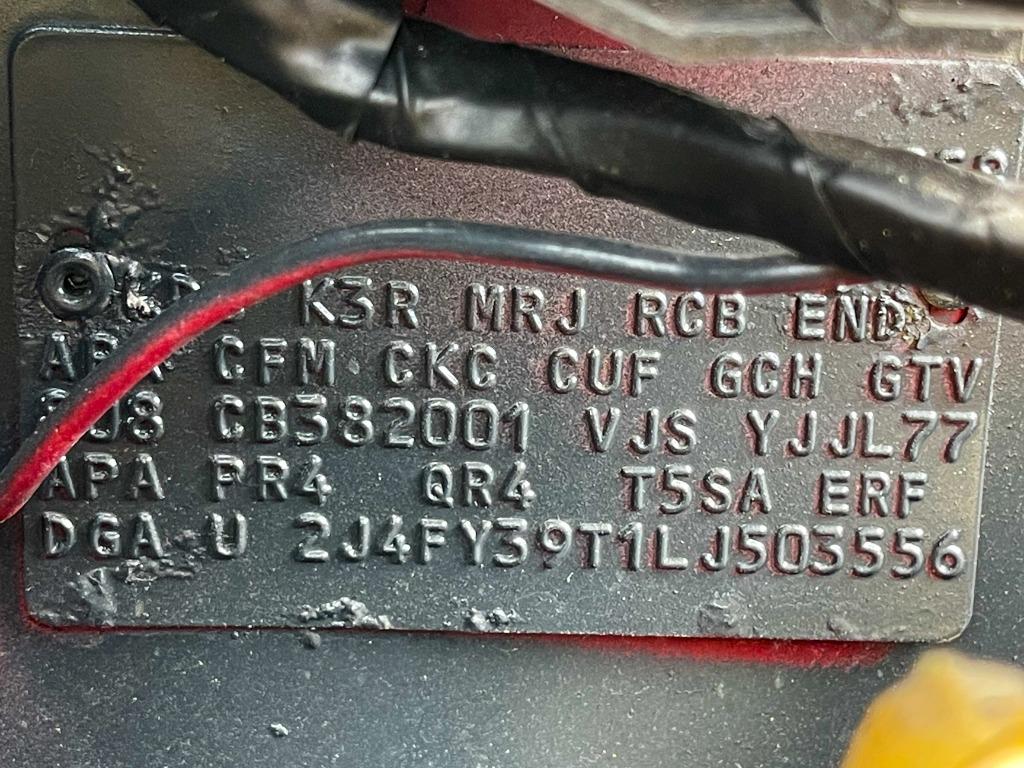 K3R MRJ RCB END
CFM CKC CUF GCH GTV
CB382001 VJS YJJL77
APA PR4 QR4 T5SA ERF
DGA U 2J4FY39T1LJ503556